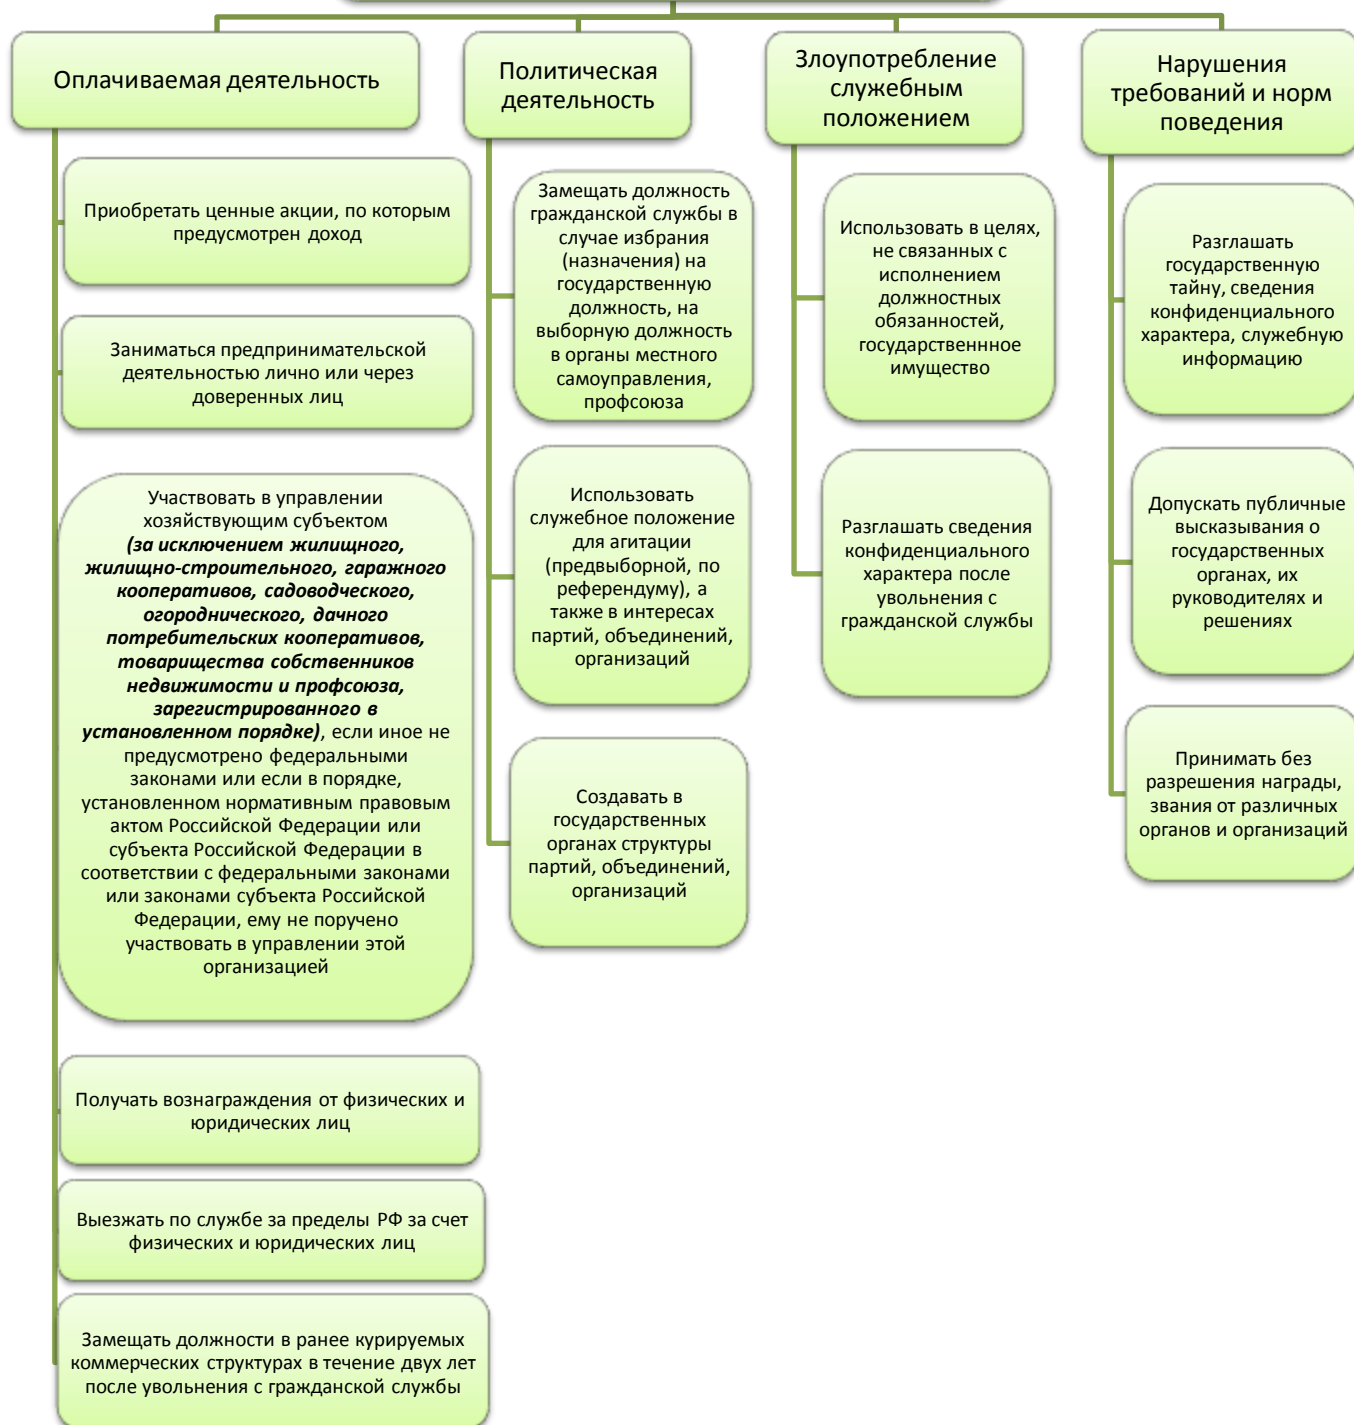 Оплачиваемая деятельность
Приобретать ценные акции, по которым
предусмотрен доход
Заниматься предпринимательской
деятельностью лично или через
доверенных лиц
Участвовать в управлении
хозяйствующим субъектом
(за исключением жилищного,
жилищно-строительного, гаражного
кооперативов, садоводческого,
огороднического, дачного
потребительских кооперативов,
товарищества собственников
недвижимости и профсоюза,
зарегистрированного в
установленном порядке), если иное не
предусмотрено федеральными
законами или если в порядке,
установленном нормативным правовым
актом Российской Федерации или
субъекта Российской Федерации в
соответствии с федеральными законами
или законами субъекта Российской
Федерации, ему не поручено
участвовать в управлении этой
организацией
Получать вознаграждения от физических и
юридических лиц
Выезжать по службе за пределы РФ за счет
физических и юридических лиц
Замещать должности в ранее курируемых
коммерческих структурах в течение двух лет
после увольнения с гражданской службы
Политическая
деятельность
Замещать должность
гражданской службы в
случае избрания
(назначения) на
государственную
должность, на
выборную должность
в органы местного
самоуправления,
профсоюза
Использовать
служебное положение
для агитации
(предвыборной, по
референдуму), а
также в интересах
партий, объединений,
организаций
Создавать в
государственных
органах структуры
партий, объединений,
организаций
Злоупотребление
служебным
положением
Использовать в целях,
не связанных с
исполнением
должностных
обязанностей,
государственнное
имущество
Разглашать сведения
конфиденциального
характера после
увольнения с
гражданской службы
Нарушения
требований и норм
поведения
Разглашать
государственную
тайну, сведения
конфиденциального
характера, служебную
информацию
Допускать публичные
высказывания о
государственных
органах, их
руководителях и
решениях
Принимать без
разрешения награды,
звания от различных
органов и организаций